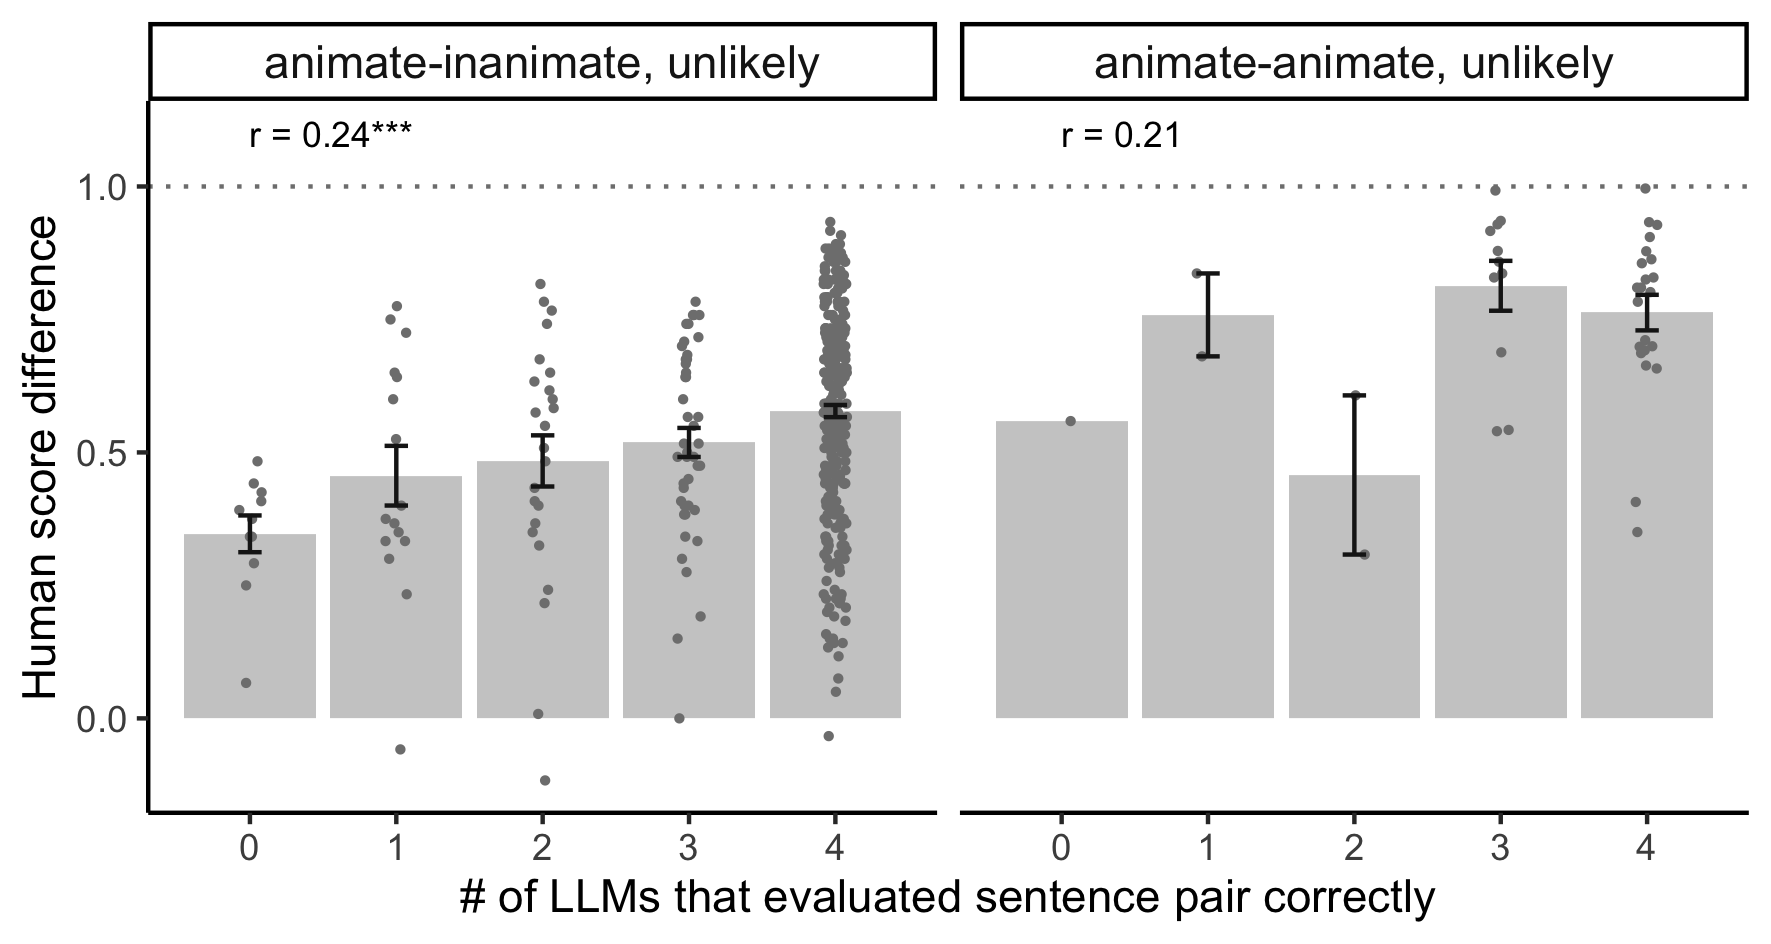 animate-inanimate, unlikely
animate-animate, unlikely
r = 0.24***
r = 0.21
1.0
0.5
0.0
Human score difference
0 1 2 3 4
0 1 2 3 4
# of LLMs that evaluated sentence pair correctly